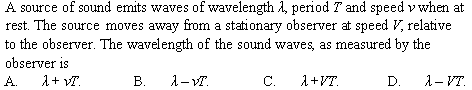 A source of sound emits waves of wavelength λ, period T and speed v when at
rest. The source moves away from a stationary observer at speed V, relative
to the observer. The wavelength of the sound waves, as measured by the
observer is
A. λ + vT. B. λ – vT. C. λ+VT. D. λ – VT.